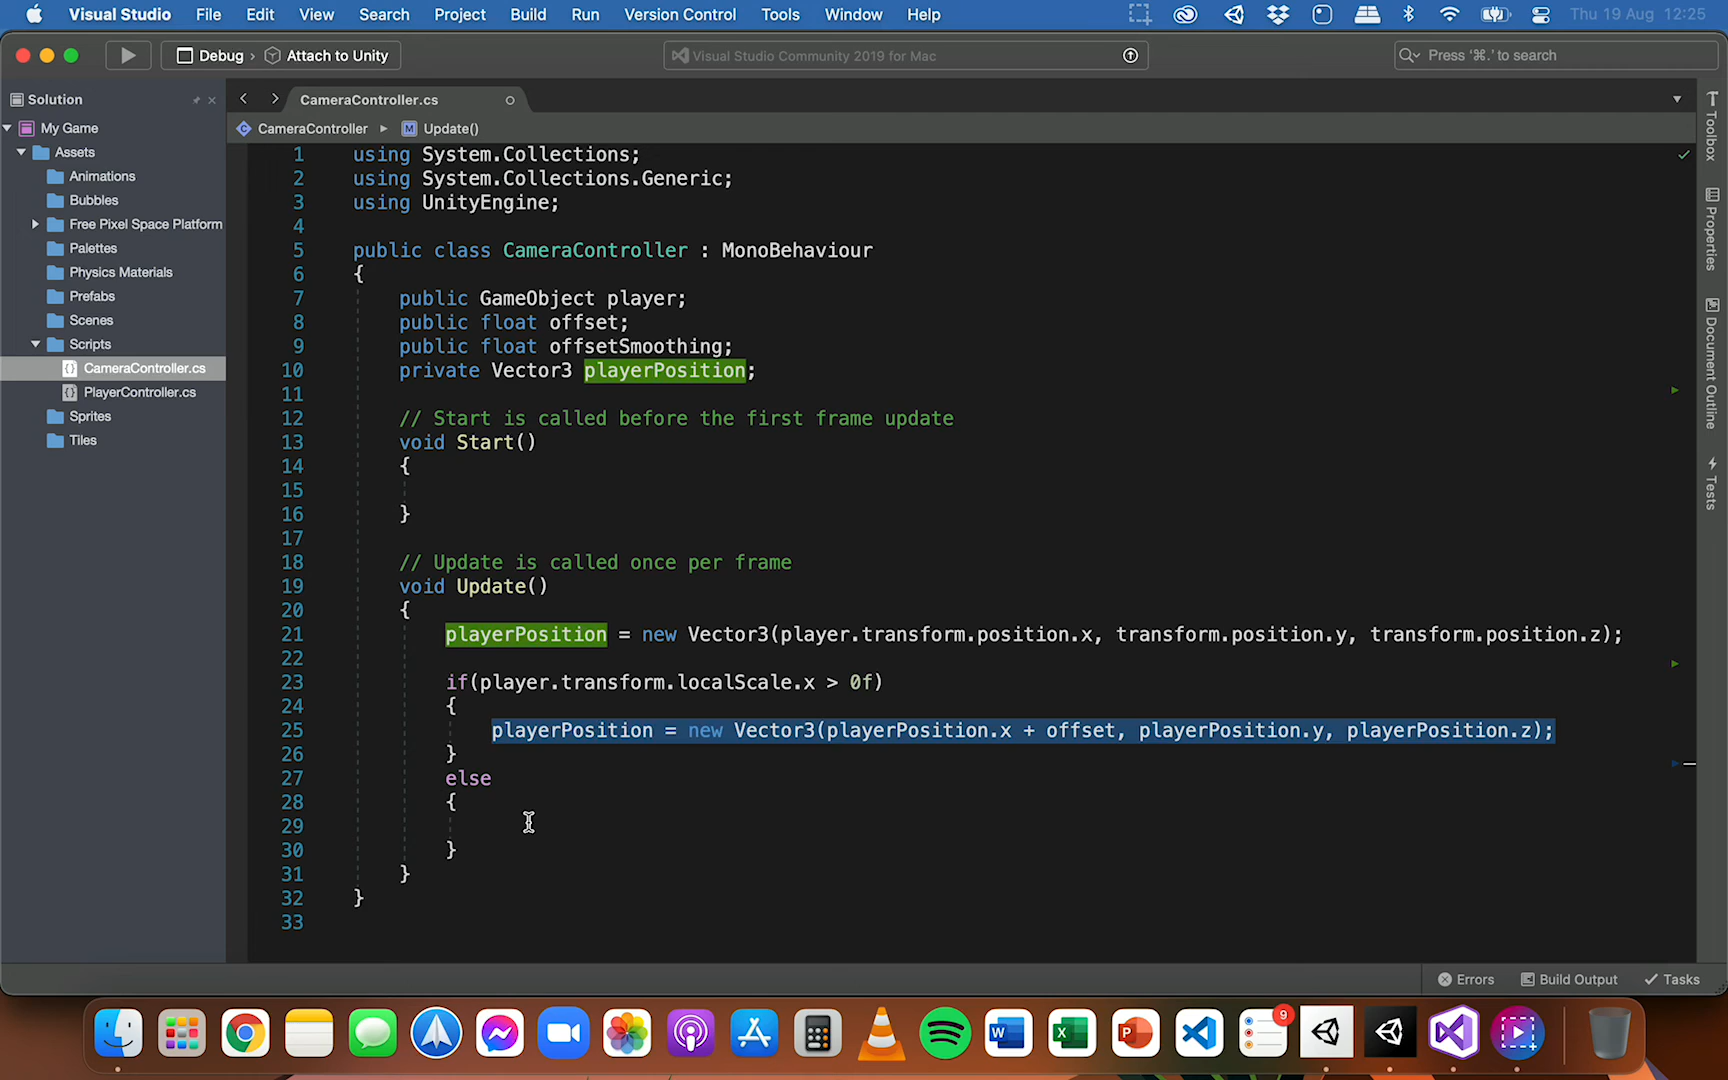 Visual Studio File Edit View Search Project Build Run Version Control Tools Window Help Thu 19 Aug 12:25
Debug › Attach to Unity
Visual Studio Community 2019 for Mac
Press '⌘.' to search
Solution
My Game
Assets
Animations
Bubbles
Free Pixel Space Platform
Palettes
Physics Materials
Prefabs
Scenes
Scripts
CameraController.cs
PlayerController.cs
Sprites
Tiles
CameraController.cs
CameraController ▸ M Update()
1 using System.Collections;
2 using System.Collections.Generic;
3 using UnityEngine;
4
5 public class CameraController : MonoBehaviour
6 {
7 public GameObject player;
8 public float offset;
9 public float offsetSmoothing;
10 private Vector3 playerPosition;
11
12 // Start is called before the first frame update
13 void Start()
14 {
15
16 }
17
18 // Update is called once per frame
19 void Update()
20 {
21 playerPosition = new Vector3(player.transform.position.x, transform.position.y, transform.position.z);
22
23 if(player.transform.localScale.x > 0f)
24 {
25 playerPosition = new Vector3(playerPosition.x + offset, playerPosition.y, playerPosition.z);
26 }
27 else
28 {
29
30 }
31 }
32 }
33
Toolbox
Properties
Document Outline
Tests
Errors Build Output Tasks
W X P 9